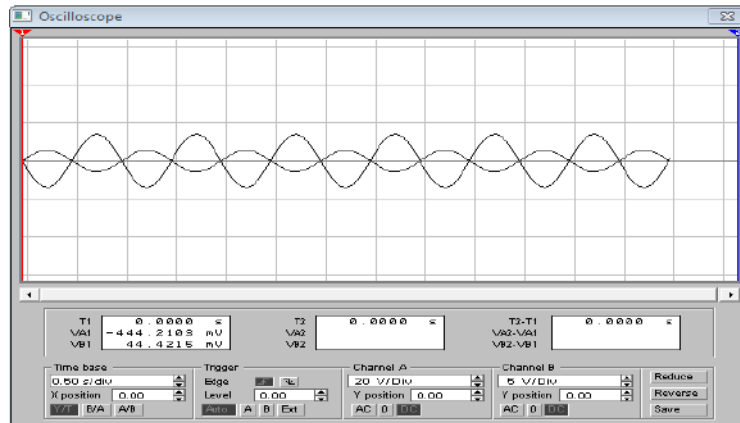 Oscilloscope
1
T1 0.0000 s T2 0.0000 s T2-T1 0.0000 s
VA1 -444.2103 mV VA2 VA2-VA1
VB1 44.4215 mV VB2 VB2-VB1
Time base Trigger Channel A Channel B
0.50 s/div Edge 20 V/Div 5 V/Div Reduce
X position 0.00 Level 0.00 Y position 0.00 Y position 0.00 Reverse
Y/T B/A A/B Auto A B Ext AC 0 DC AC 0 DC Save